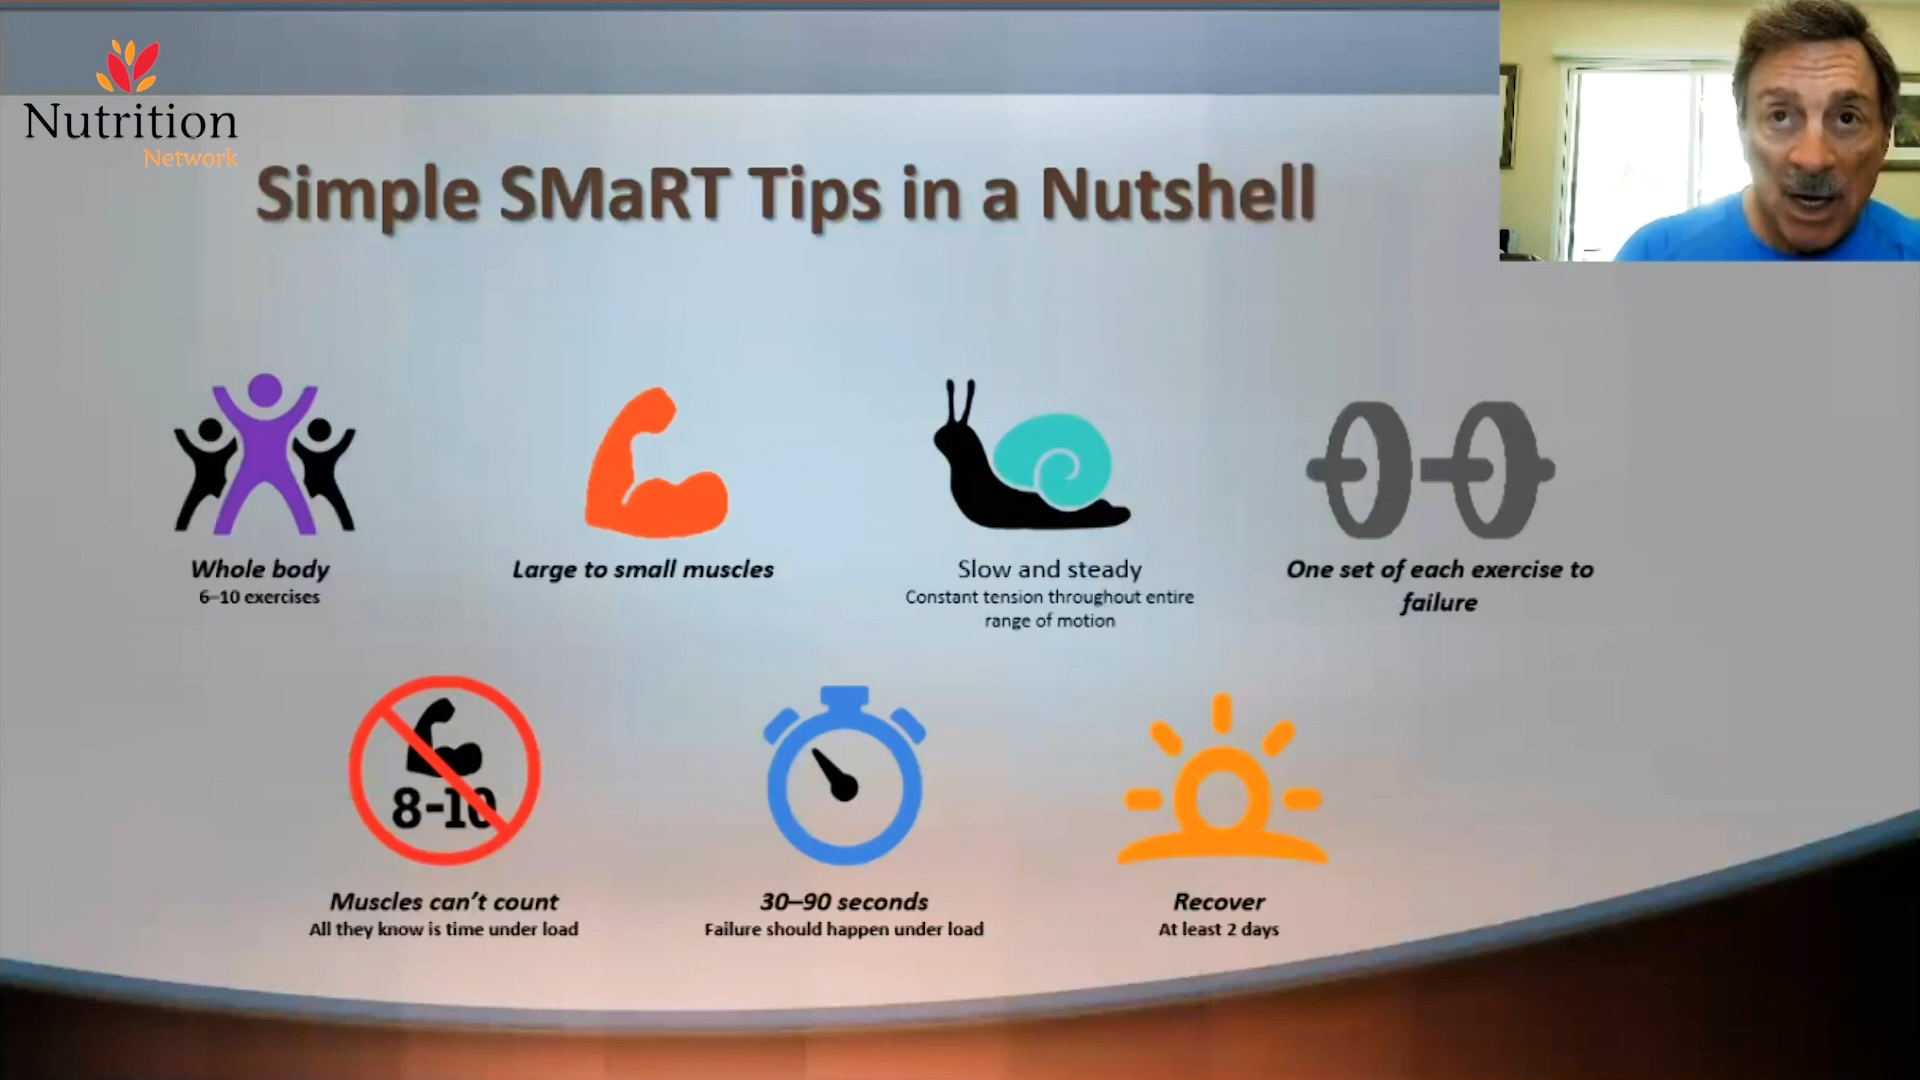 Nutrition
Network
Simple SMaRT Tips in a Nutshell
Whole body
6–10 exercises
Large to small muscles
Slow and steady
Constant tension throughout entire
range of motion
One set of each exercise to
failure
8-10
Muscles can't count
All they know is time under load
30–90 seconds
Failure should happen under load
Recover
At least 2 days